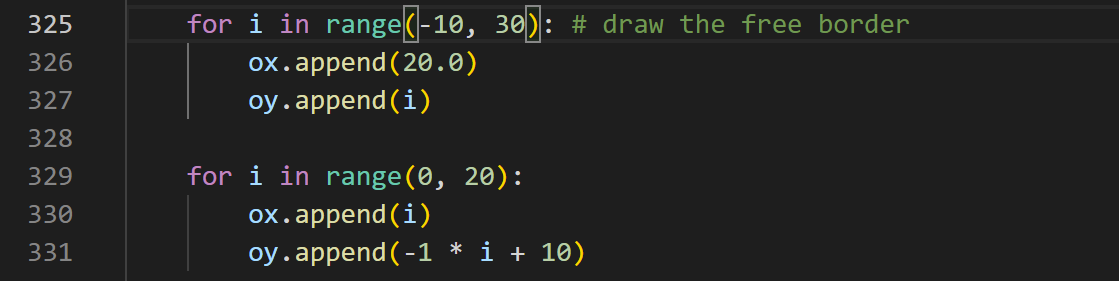 325 for i in range(-10, 30): # draw the free border
326 ox.append(20.0)
327 oy.append(i)
328
329 for i in range(0, 20):
330 ox.append(i)
331 oy.append(-1 * i + 10)